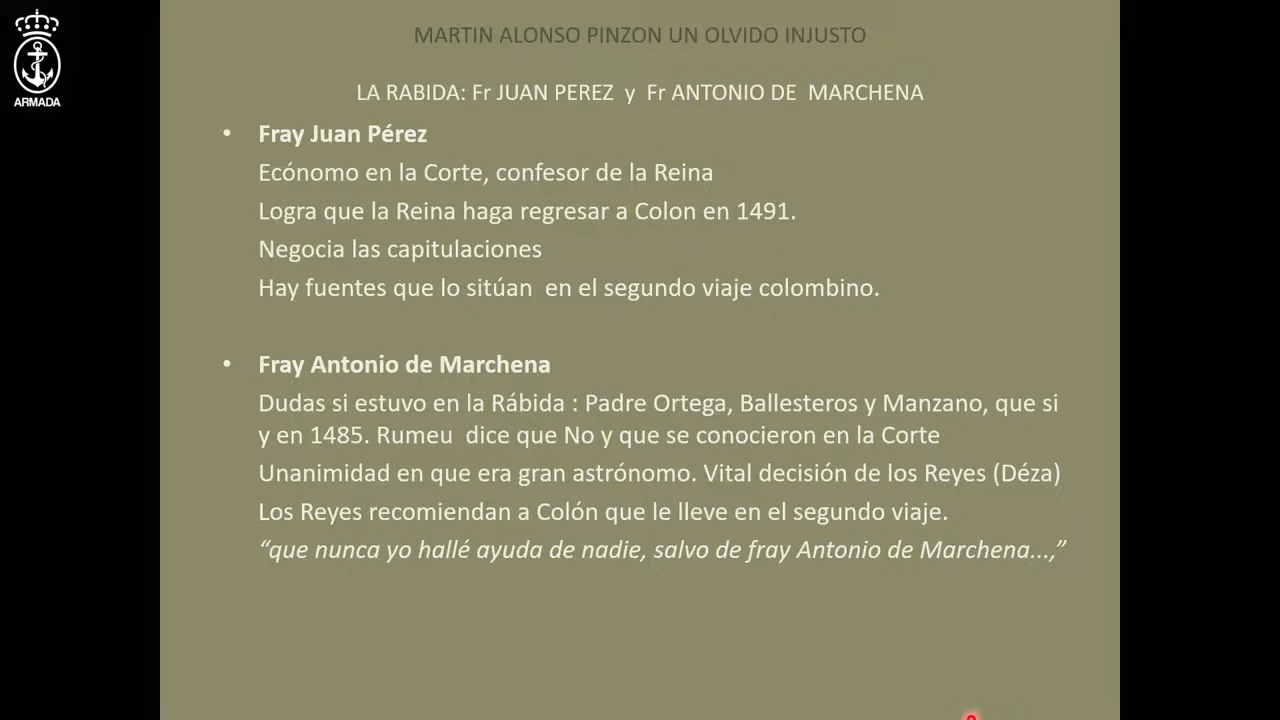 ARMADA
MARTIN ALONSO PINZON UN OLVIDO INJUSTO
LA RABIDA: Fr JUAN PEREZ y Fr ANTONIO DE MARCHENA
• Fray Juan Pérez
Ecónomo en la Corte, confesor de la Reina
Logra que la Reina haga regresar a Colon en 1491.
Negocia las capitulaciones
Hay fuentes que lo sitúan en el segundo viaje colombino.
• Fray Antonio de Marchena
Dudas si estuvo en la Rábida : Padre Ortega, Ballesteros y Manzano, que si
y en 1485. Rumeu dice que No y que se conocieron en la Corte
Unanimidad en que era gran astrónomo. Vital decisión de los Reyes (Déza)
Los Reyes recomiendan a Colón que le lleve en el segundo viaje.
“que nunca yo hallé ayuda de nadie, salvo de fray Antonio de Marchena...,”